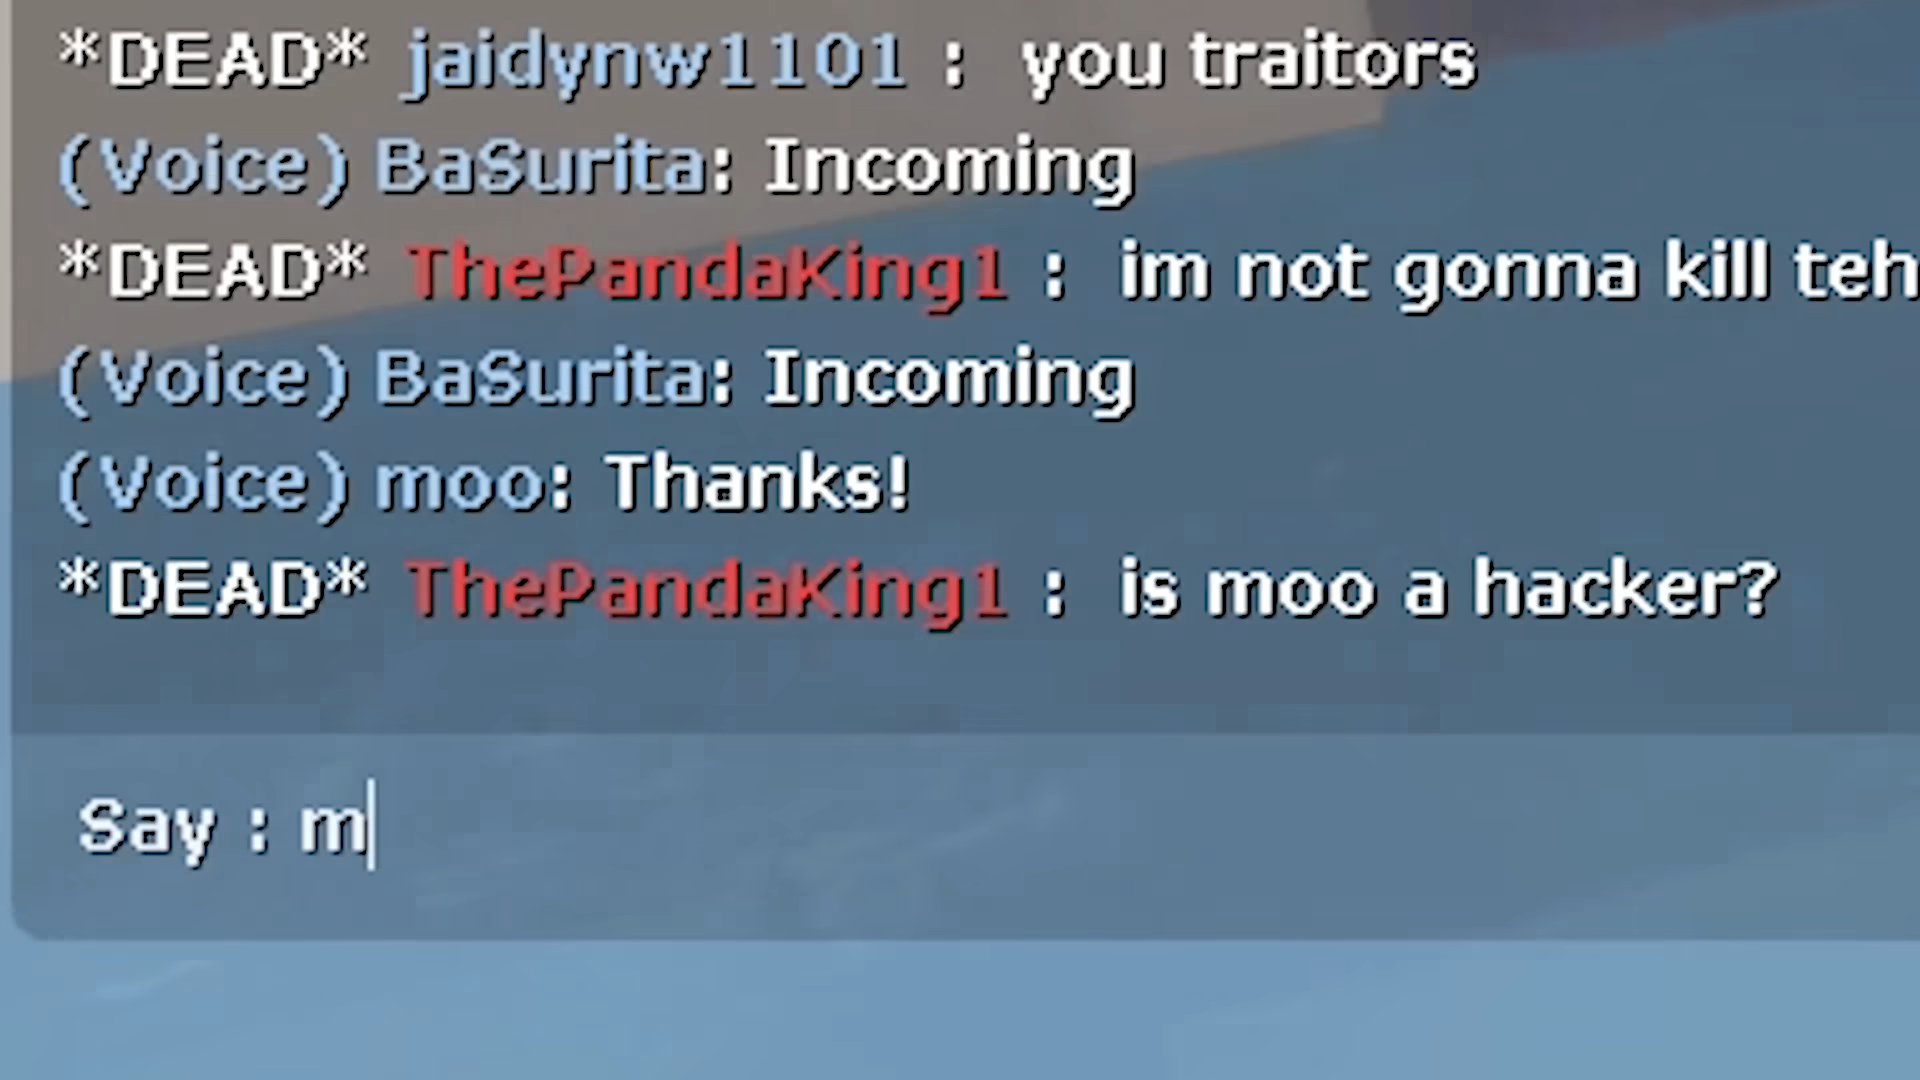 *DEAD* jaidynw1101 :  you traitors
(Voice) BaSurita: Incoming
*DEAD* ThePandaKing1 :  im not gonna kill teh
(Voice) BaSurita: Incoming
(Voice) moo: Thanks!
*DEAD* ThePandaKing1 :  is moo a hacker?
Say : m